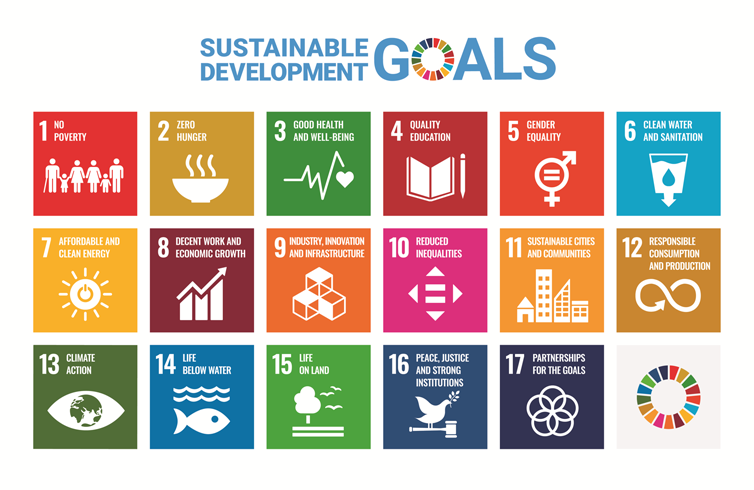 SUSTAINABLE
DEVELOPMENT
GOALS
1 NO
POVERTY
2 ZERO
HUNGER
3 GOOD HEALTH
AND WELL-BEING
4 QUALITY
EDUCATION
5 GENDER
EQUALITY
6 CLEAN WATER
AND SANITATION
7 AFFORDABLE AND
CLEAN ENERGY
8 DECENT WORK AND
ECONOMIC GROWTH
9 INDUSTRY, INNOVATION
AND INFRASTRUCTURE
10 REDUCED
INEQUALITIES
11 SUSTAINABLE CITIES
AND COMMUNITIES
12 RESPONSIBLE
CONSUMPTION
AND PRODUCTION
13 CLIMATE
ACTION
14 LIFE
BELOW WATER
15 LIFE
ON LAND
16 PEACE, JUSTICE
AND STRONG
INSTITUTIONS
17 PARTNERSHIPS
FOR THE GOALS